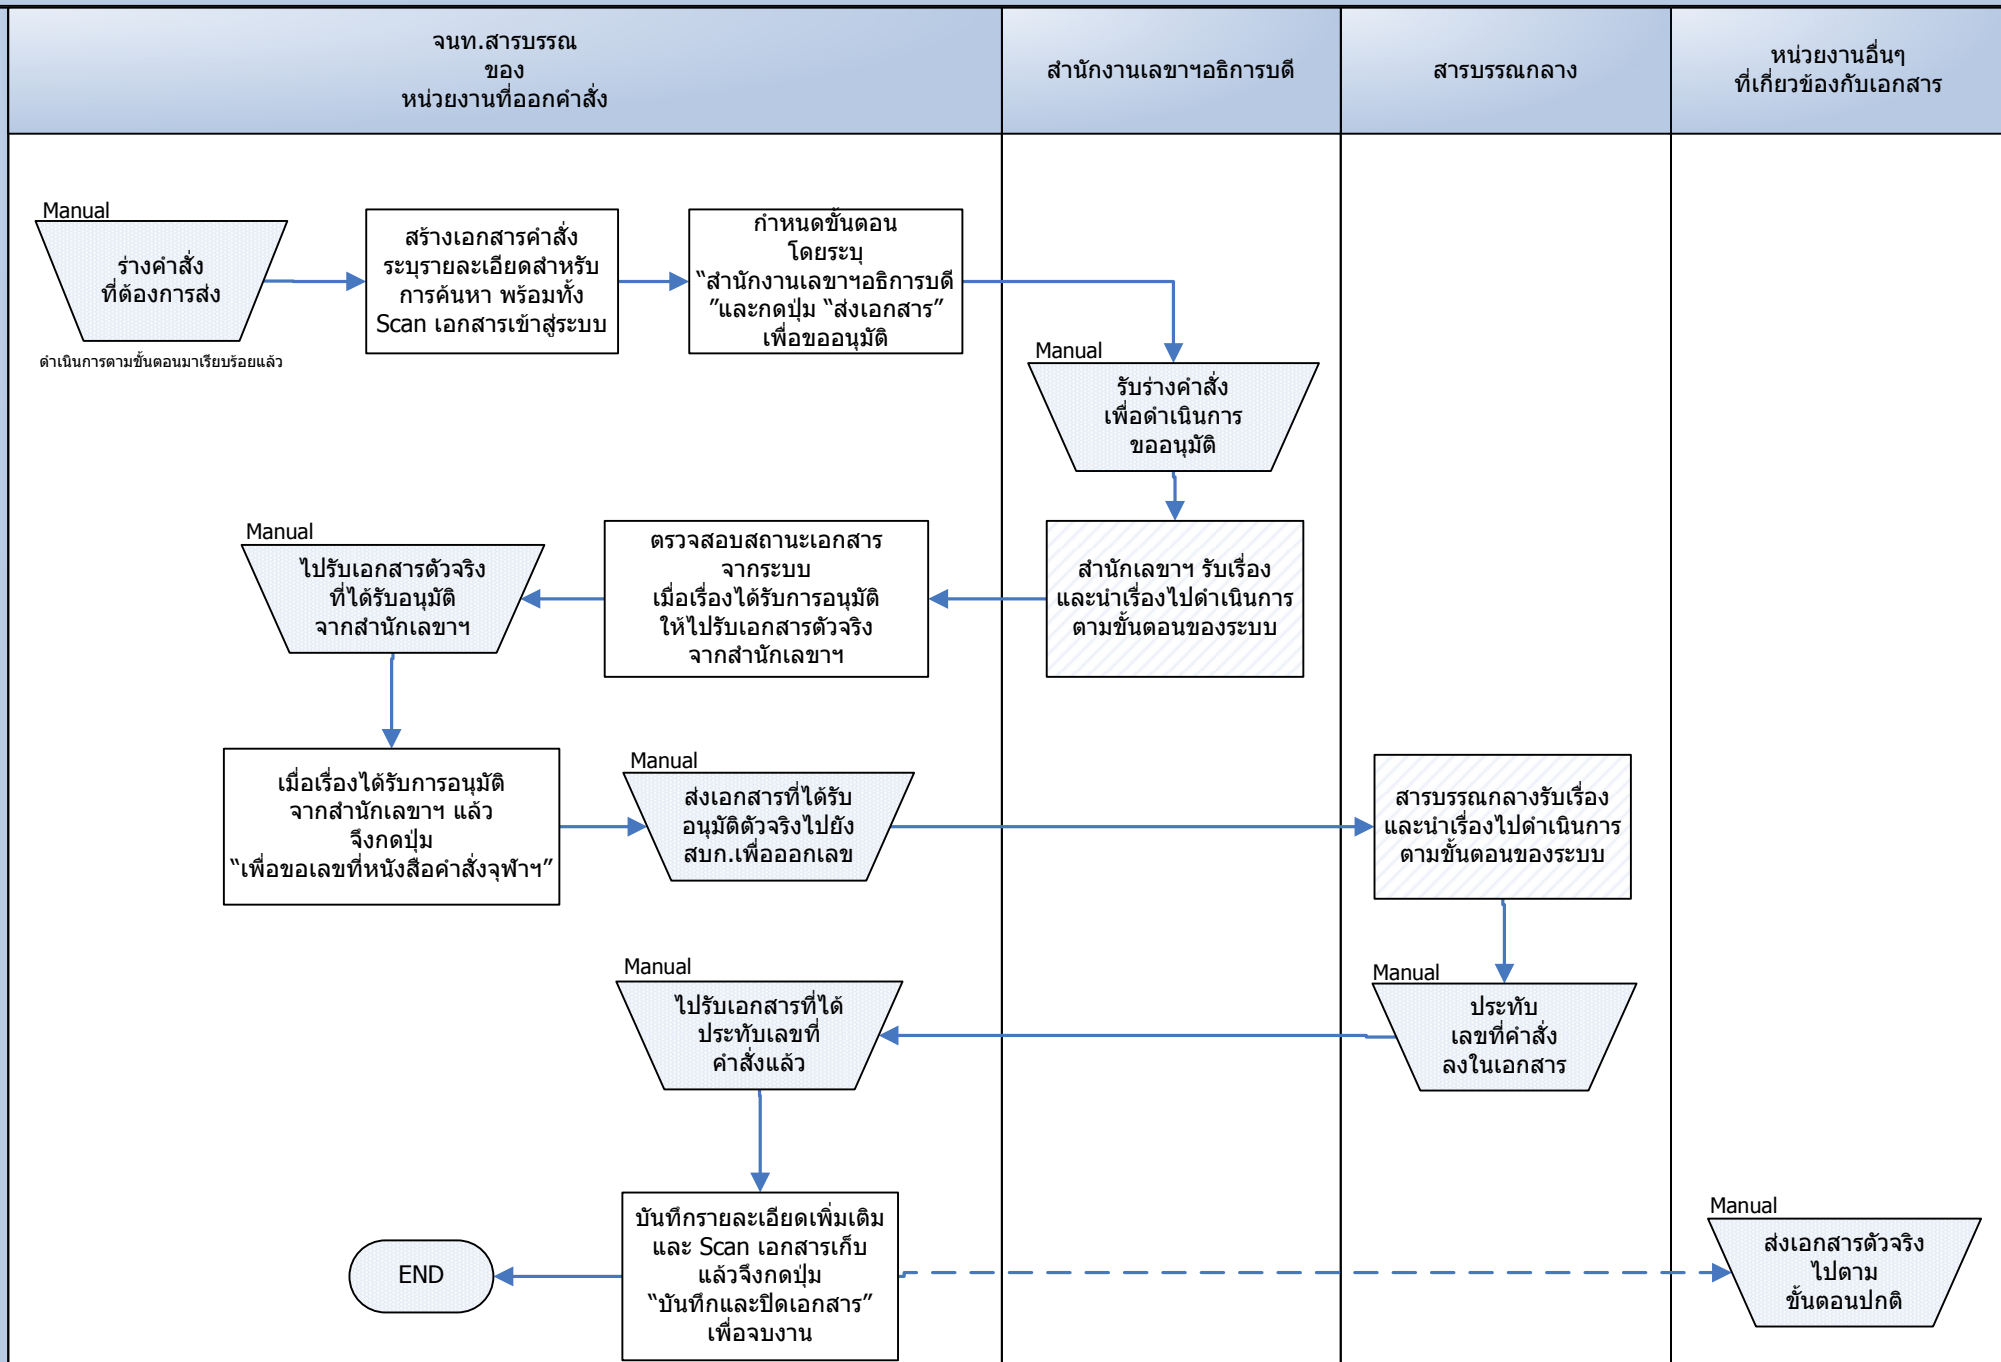 จนท.สารบรรณ
ของ
หน่วยงานที่ออกคำสั่ง
สำนักงานเลขาฯอธิการบดี
สารบรรณกลาง
หน่วยงานอื่นๆ
ที่เกี่ยวข้องกับเอกสาร
Manual
ร่างคำสั่ง
ที่ต้องการส่ง
ดำเนินการตามขั้นตอนมาเรียบร้อยแล้ว
สร้างเอกสารคำสั่ง
ระบุรายละเอียดสำหรับ
การค้นหา พร้อมทั้ง
Scan เอกสารเข้าสู่ระบบ
กำหนดขั้นตอน
โดยระบุ
“สำนักงานเลขาฯอธิการบดี
”และกดปุ่ม “ส่งเอกสาร”
เพื่อขออนุมัติ
Manual
รับร่างคำสั่ง
เพื่อดำเนินการ
ขออนุมัติ
Manual
ไปรับเอกสารตัวจริง
ที่ได้รับอนุมัติ
จากสำนักเลขาฯ
ตรวจสอบสถานะเอกสาร
จากระบบ
เมื่อเรื่องได้รับการอนุมัติ
ให้ไปรับเอกสารตัวจริง
จากสำนักเลขาฯ
สำนักเลขาฯ รับเรื่อง
และนำเรื่องไปดำเนินการ
ตามขั้นตอนของระบบ
เมื่อเรื่องได้รับการอนุมัติ
จากสำนักเลขาฯ แล้ว
จึงกดปุ่ม
“เพื่อขอเลขที่หนังสือคำสั่งจุฬาฯ”
Manual
ส่งเอกสารที่ได้รับ
อนุมัติตัวจริงไปยัง
สบก.เพื่อออกเลข
สารบรรณกลางรับเรื่อง
และนำเรื่องไปดำเนินการ
ตามขั้นตอนของระบบ
Manual
ไปรับเอกสารที่ได้
ประทับเลขที่
คำสั่งแล้ว
Manual
ประทับ
เลขที่คำสั่ง
ลงในเอกสาร
END
บันทึกรายละเอียดเพิ่มเติม
และ Scan เอกสารเก็บ
แล้วจึงกดปุ่ม
“บันทึกและปิดเอกสาร”
เพื่อจบงาน
Manual
ส่งเอกสารตัวจริง
ไปตาม
ขั้นตอนปกติ